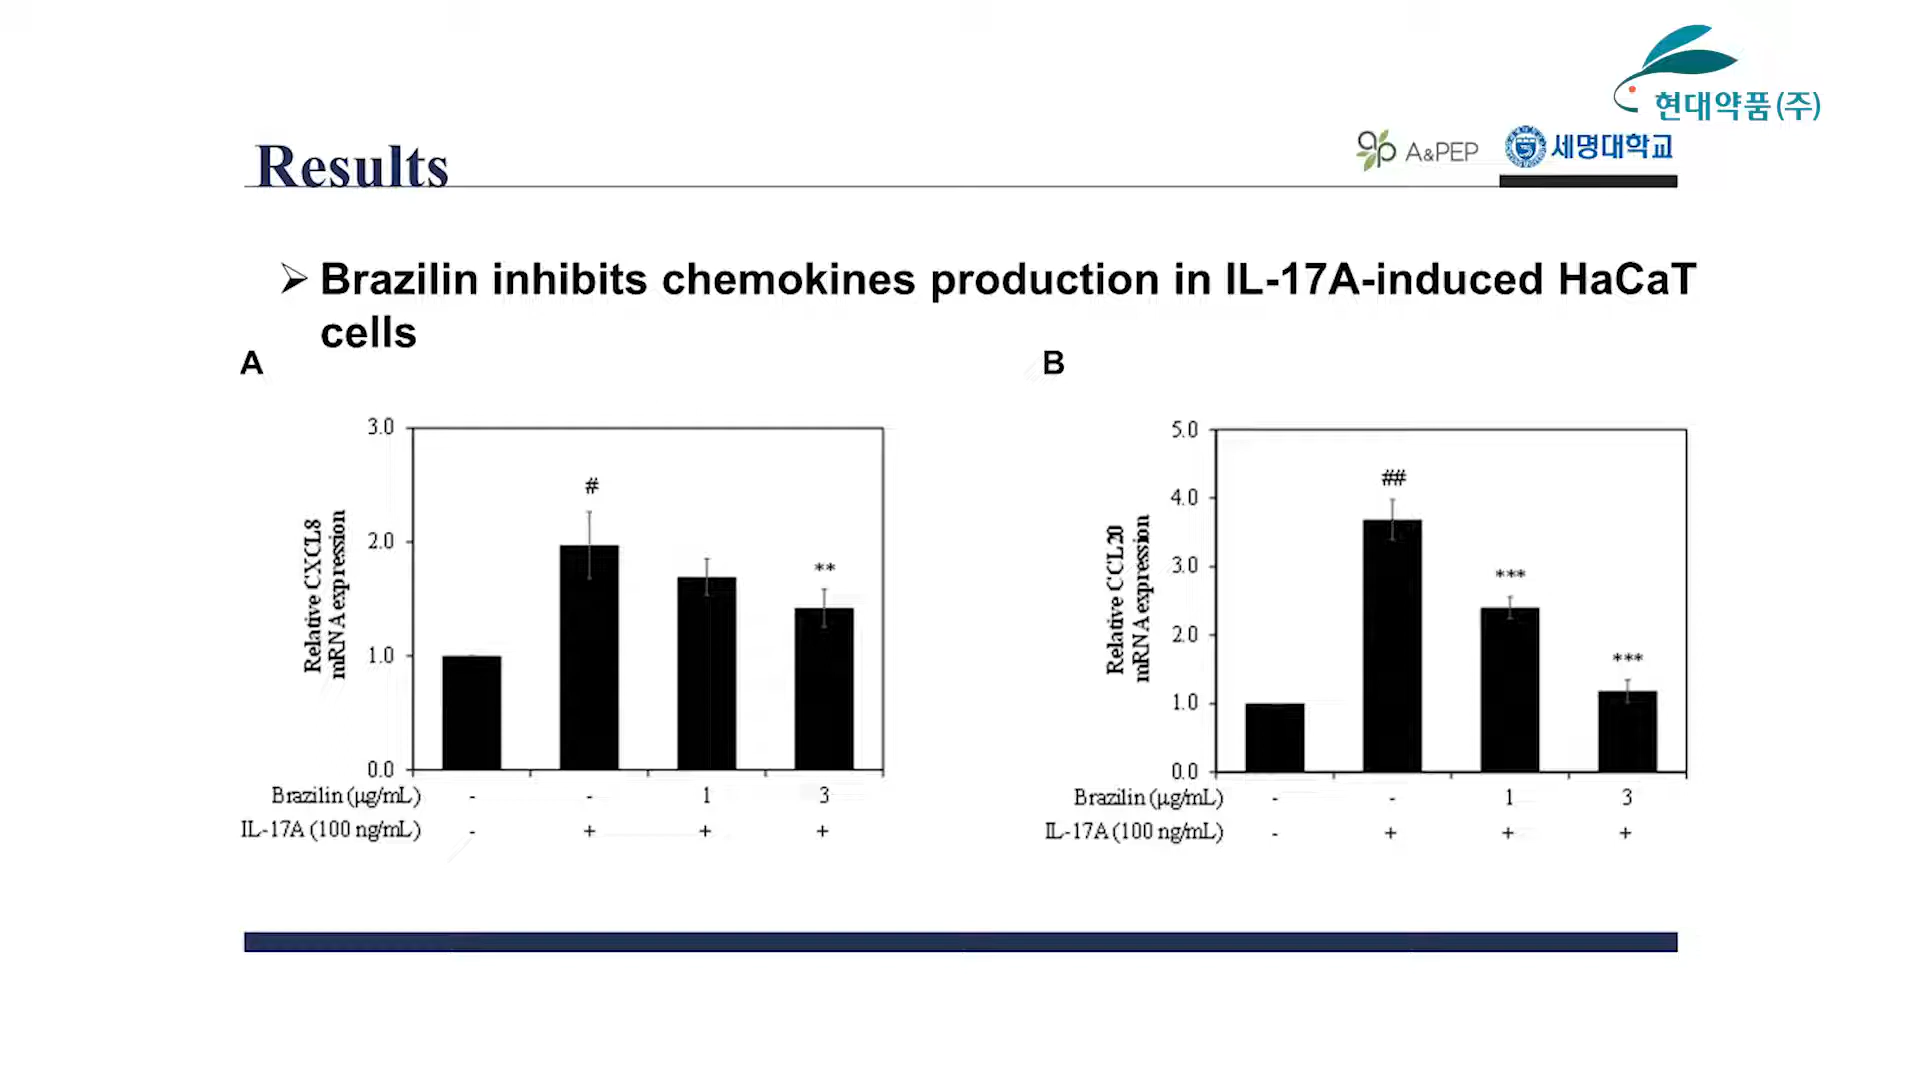 현대약품(주)
Results
A&PEP
세명대학교
Brazilin inhibits chemokines production in IL-17A-induced HaCaT
cells
A
3.0
2.0
1.0
0.0
Relative CXCL8
mRNA expression
#
**
Brazilin (µg/mL) - - 1 3
IL-17A (100 ng/mL) - + + +
B
5.0
4.0
3.0
2.0
1.0
0.0
Relative CCL20
mRNA expression
##
***
***
Brazilin (µg/mL) - - 1 3
IL-17A (100 ng/mL) - + + +